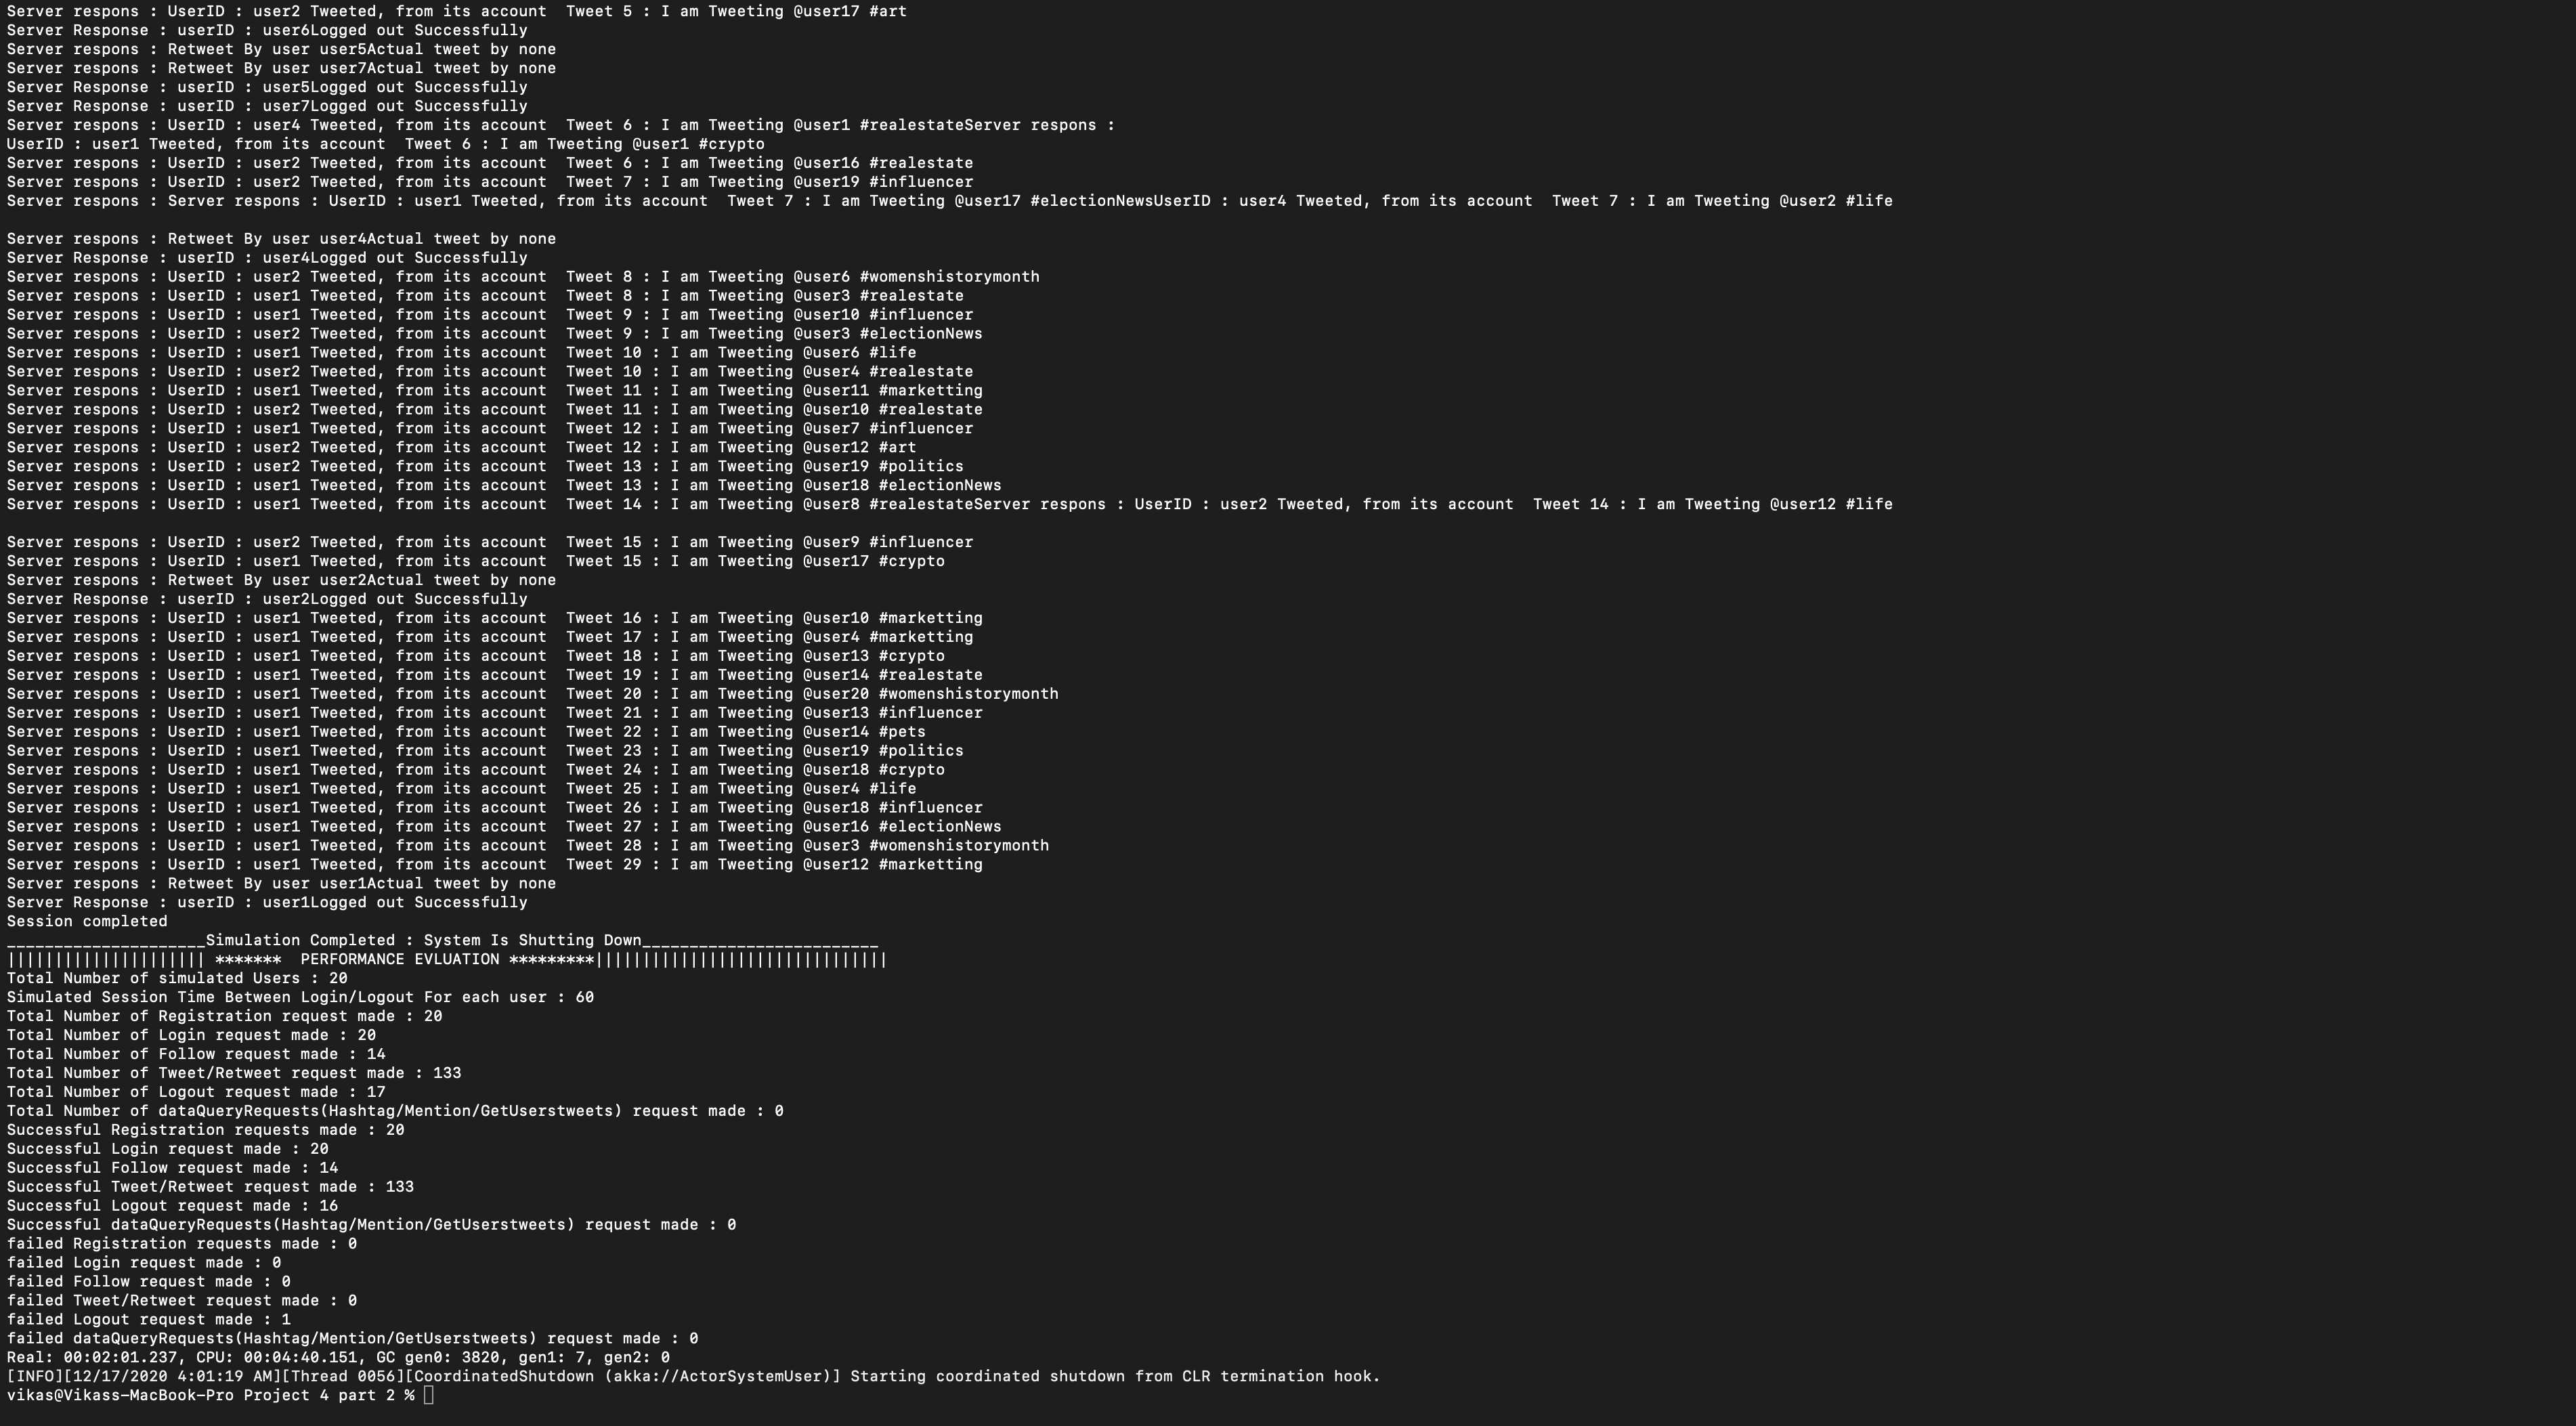 Server respons : UserID : user2 Tweeted, from its account  Tweet 5 : I am Tweeting @user17 #art
Server Response : userID : user6Logged out Successfully
Server respons : Retweet By user user5Actual tweet by none
Server respons : Retweet By user user7Actual tweet by none
Server Response : userID : user5Logged out Successfully
Server Response : userID : user7Logged out Successfully
Server respons : UserID : user4 Tweeted, from its account  Tweet 6 : I am Tweeting @user1 #realestateServer respons :
UserID : user1 Tweeted, from its account  Tweet 6 : I am Tweeting @user1 #crypto
Server respons : UserID : user2 Tweeted, from its account  Tweet 6 : I am Tweeting @user16 #realestate
Server respons : UserID : user2 Tweeted, from its account  Tweet 7 : I am Tweeting @user19 #influencer
Server respons : Server respons : UserID : user1 Tweeted, from its account  Tweet 7 : I am Tweeting @user17 #electionNewsUserID : user4 Tweeted, from its account  Tweet 7 : I am Tweeting @user2 #life
Server respons : Retweet By user user4Actual tweet by none
Server Response : userID : user4Logged out Successfully
Server respons : UserID : user2 Tweeted, from its account  Tweet 8 : I am Tweeting @user6 #womenshistorymonth
Server respons : UserID : user1 Tweeted, from its account  Tweet 8 : I am Tweeting @user3 #realestate
Server respons : UserID : user1 Tweeted, from its account  Tweet 9 : I am Tweeting @user10 #influencer
Server respons : UserID : user2 Tweeted, from its account  Tweet 9 : I am Tweeting @user3 #electionNews
Server respons : UserID : user1 Tweeted, from its account  Tweet 10 : I am Tweeting @user6 #life
Server respons : UserID : user2 Tweeted, from its account  Tweet 10 : I am Tweeting @user4 #realestate
Server respons : UserID : user1 Tweeted, from its account  Tweet 11 : I am Tweeting @user11 #marketting
Server respons : UserID : user2 Tweeted, from its account  Tweet 11 : I am Tweeting @user10 #realestate
Server respons : UserID : user1 Tweeted, from its account  Tweet 12 : I am Tweeting @user7 #influencer
Server respons : UserID : user2 Tweeted, from its account  Tweet 12 : I am Tweeting @user12 #art
Server respons : UserID : user2 Tweeted, from its account  Tweet 13 : I am Tweeting @user19 #politics
Server respons : UserID : user1 Tweeted, from its account  Tweet 13 : I am Tweeting @user18 #electionNews
Server respons : UserID : user1 Tweeted, from its account  Tweet 14 : I am Tweeting @user8 #realestateServer respons : UserID : user2 Tweeted, from its account  Tweet 14 : I am Tweeting @user12 #life
Server respons : UserID : user2 Tweeted, from its account  Tweet 15 : I am Tweeting @user9 #influencer
Server respons : UserID : user1 Tweeted, from its account  Tweet 15 : I am Tweeting @user17 #crypto
Server respons : Retweet By user user2Actual tweet by none
Server Response : userID : user2Logged out Successfully
Server respons : UserID : user1 Tweeted, from its account  Tweet 16 : I am Tweeting @user10 #marketting
Server respons : UserID : user1 Tweeted, from its account  Tweet 17 : I am Tweeting @user4 #marketting
Server respons : UserID : user1 Tweeted, from its account  Tweet 18 : I am Tweeting @user13 #crypto
Server respons : UserID : user1 Tweeted, from its account  Tweet 19 : I am Tweeting @user14 #realestate
Server respons : UserID : user1 Tweeted, from its account  Tweet 20 : I am Tweeting @user20 #womenshistorymonth
Server respons : UserID : user1 Tweeted, from its account  Tweet 21 : I am Tweeting @user13 #influencer
Server respons : UserID : user1 Tweeted, from its account  Tweet 22 : I am Tweeting @user14 #pets
Server respons : UserID : user1 Tweeted, from its account  Tweet 23 : I am Tweeting @user19 #politics
Server respons : UserID : user1 Tweeted, from its account  Tweet 24 : I am Tweeting @user18 #crypto
Server respons : UserID : user1 Tweeted, from its account  Tweet 25 : I am Tweeting @user4 #life
Server respons : UserID : user1 Tweeted, from its account  Tweet 26 : I am Tweeting @user18 #influencer
Server respons : UserID : user1 Tweeted, from its account  Tweet 27 : I am Tweeting @user16 #electionNews
Server respons : UserID : user1 Tweeted, from its account  Tweet 28 : I am Tweeting @user3 #womenshistorymonth
Server respons : UserID : user1 Tweeted, from its account  Tweet 29 : I am Tweeting @user12 #marketting
Server respons : Retweet By user user1Actual tweet by none
Server Response : userID : user1Logged out Successfully
Session completed
_____________________Simulation Completed : System Is Shutting Down_________________________
||||||||||||||||||||| *******  PERFORMANCE EVLUATION *********|||||||||||||||||||||||||||||||
Total Number of simulated Users : 20
Simulated Session Time Between Login/Logout For each user : 60
Total Number of Registration request made : 20
Total Number of Login request made : 20
Total Number of Follow request made : 14
Total Number of Tweet/Retweet request made : 133
Total Number of Logout request made : 17
Total Number of dataQueryRequests(Hashtag/Mention/GetUserstweets) request made : 0
Successful Registration requests made : 20
Successful Login request made : 20
Successful Follow request made : 14
Successful Tweet/Retweet request made : 133
Successful Logout request made : 16
Successful dataQueryRequests(Hashtag/Mention/GetUserstweets) request made : 0
failed Registration requests made : 0
failed Login request made : 0
failed Follow request made : 0
failed Tweet/Retweet request made : 0
failed Logout request made : 1
failed dataQueryRequests(Hashtag/Mention/GetUserstweets) request made : 0
Real: 00:02:01.237, CPU: 00:04:40.151, GC gen0: 3820, gen1: 7, gen2: 0
[INFO][12/17/2020 4:01:19 AM][Thread 0056][CoordinatedShutdown (akka://ActorSystemUser)] Starting coordinated shutdown from CLR termination hook.
vikas@Vikass-MacBook-Pro Project 4 part 2 %